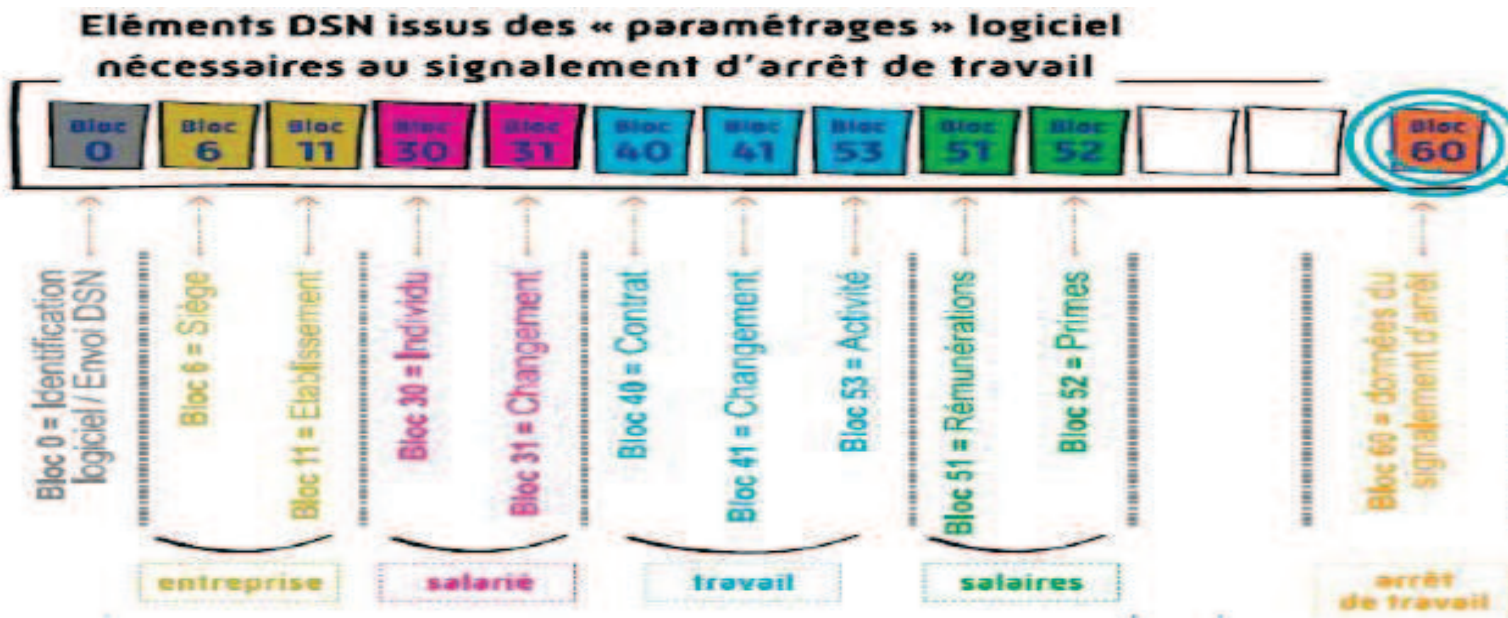 Eléments DSN issus des « paramétrages » logiciel
nécessaires au signalement d'arrêt de travail
Bloc
0
Bloc
6
Bloc
11
Bloc
30
Bloc
31
Bloc
40
Bloc
41
Bloc
53
Bloc
51
Bloc
52
Bloc
60
Bloc 0 = Identification
logiciel / Envoi DSN
Bloc 6 = Siège
Bloc 11 = Etablissement
Bloc 30 = Individu
Bloc 31 = Changement
Bloc 40 = Contrat
Bloc 41 = Changement
Bloc 53 = Activité
Bloc 51 = Rémunérations
Bloc 52 = Primes
Bloc 60 = données du
signalement d'arrêt
entreprise
salarié
travail
salaires
arrêt
de travail